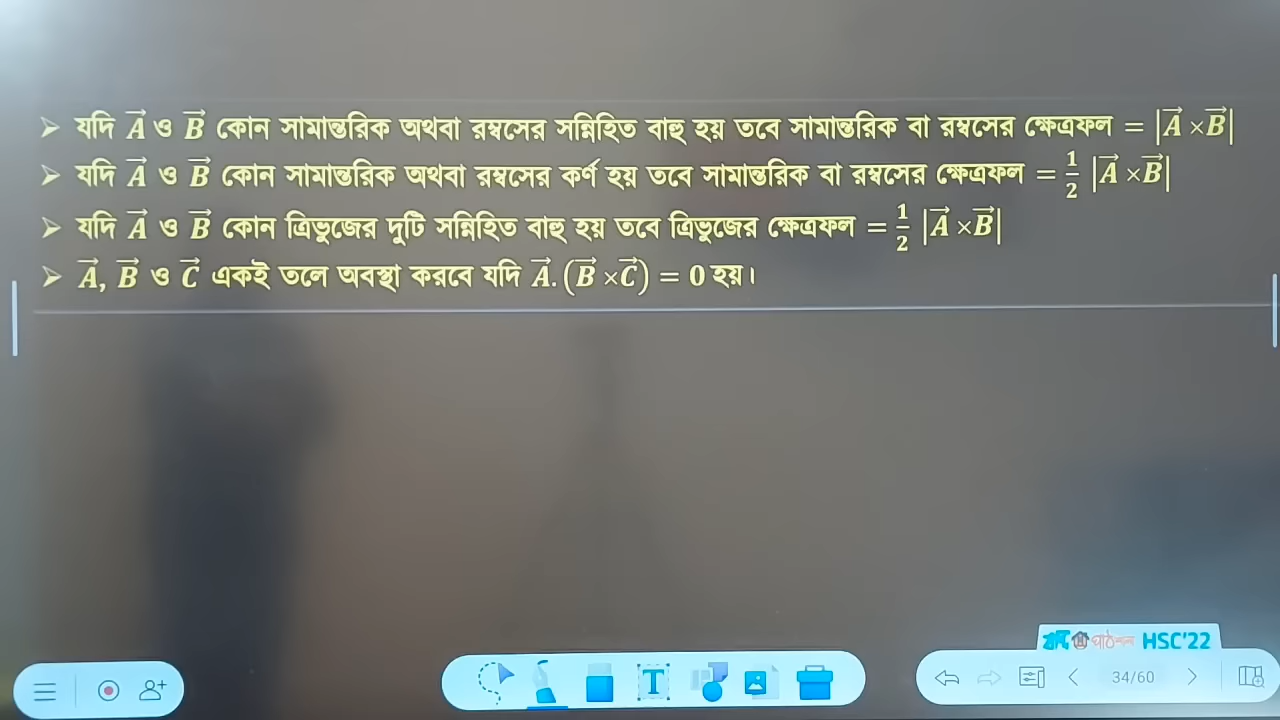 ➢ যদি A⃗ ও B⃗ কোন সামান্তরিক অথবা রম্বসের সন্নিহিত বাহু হয় তবে সামান্তরিক বা রম্বসের ক্ষেত্রফল = |A⃗ ×B⃗|
➢ যদি A⃗ ও B⃗ কোন সামান্তরিক অথবা রম্বসের কর্ণ হয় তবে সামান্তরিক বা রম্বসের ক্ষেত্রফল = 1/2 |A⃗ ×B⃗|
➢ যদি A⃗ ও B⃗ কোন ত্রিভুজের দুটি সন্নিহিত বাহু হয় তবে ত্রিভুজের ক্ষেত্রফল = 1/2 |A⃗ ×B⃗|
➢ A⃗, B⃗ ও C⃗ একই তলে অবস্থা করবে যদি A⃗.(B⃗ ×C⃗) = 0 হয়।
পাঠশালা HSC'22
T
34/60